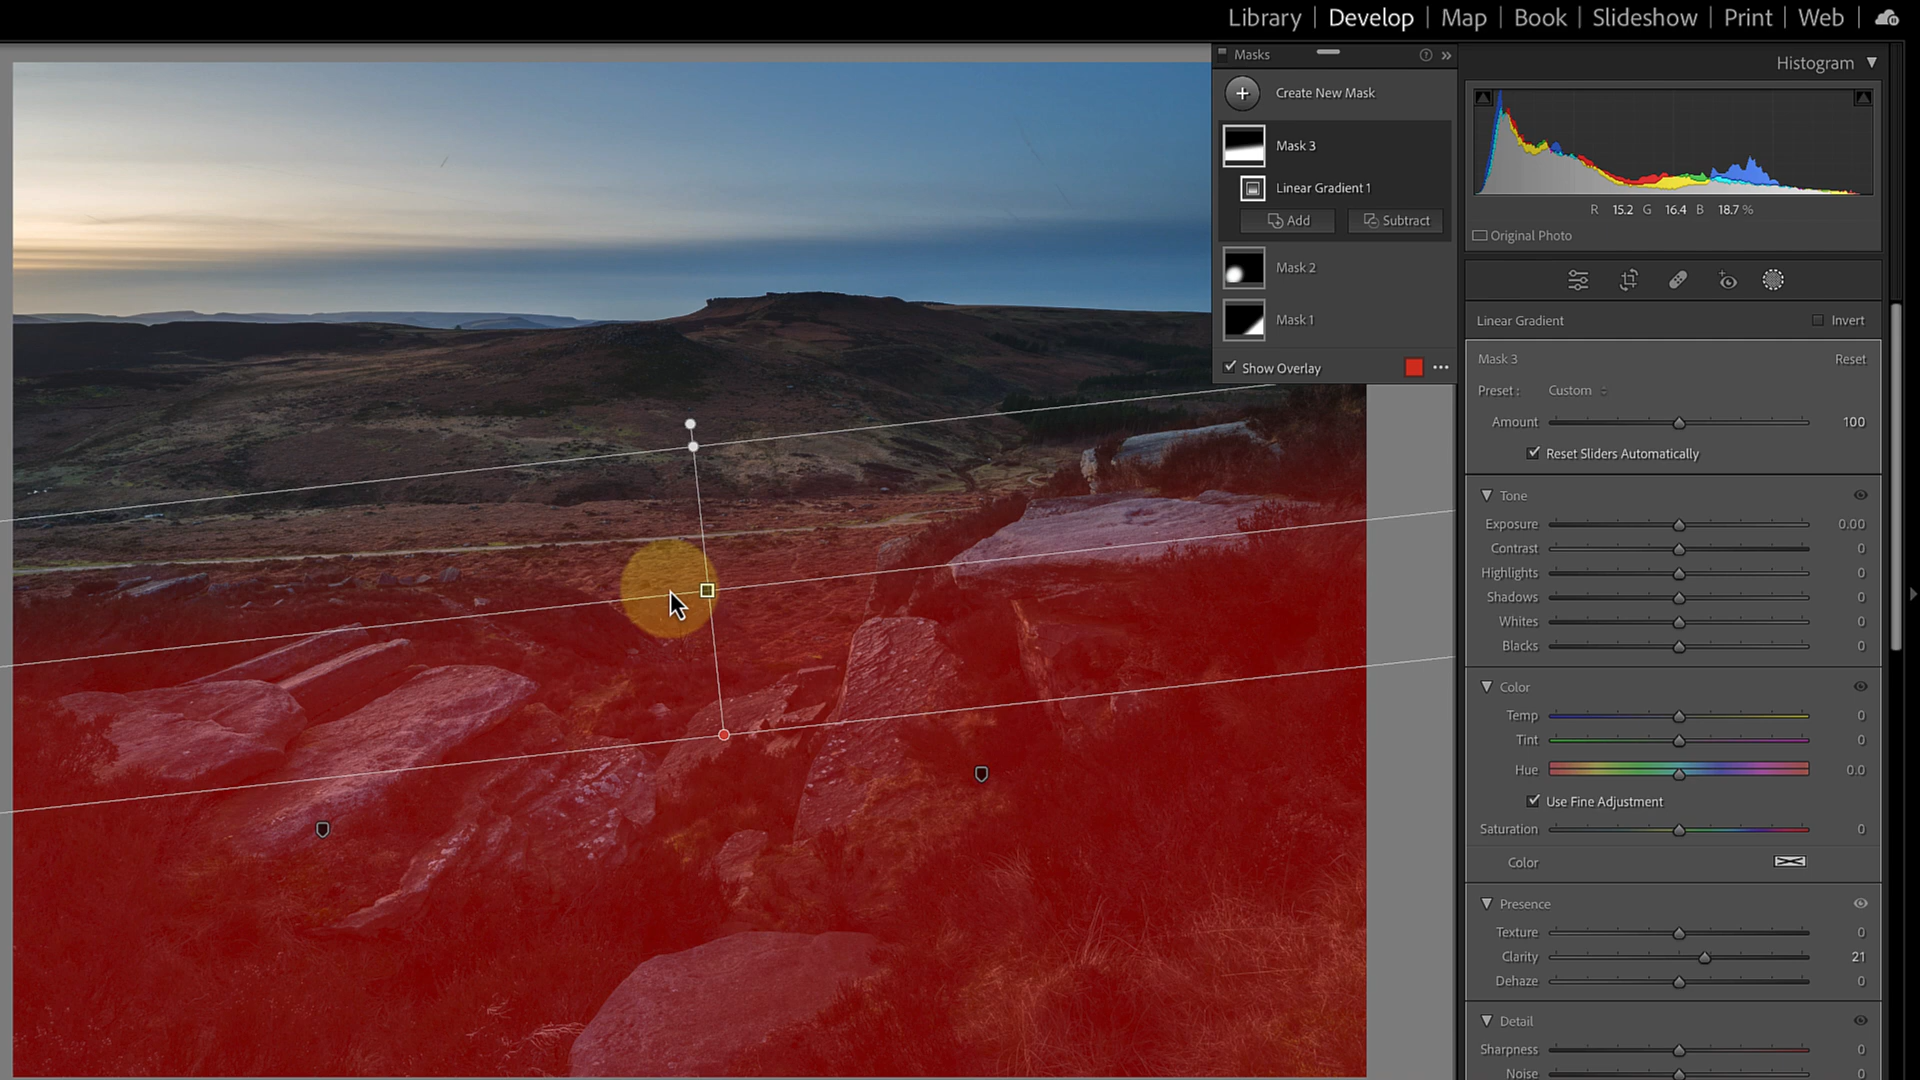 Library | Develop | Map | Book | Slideshow | Print | Web
Masks
Create New Mask
Mask 3
Linear Gradient 1
Add Subtract
Mask 2
Mask 1
Show Overlay
Histogram
R 15.2 G 16.4 B 18.7 %
Original Photo
Linear Gradient Invert
Mask 3 Reset
Preset : Custom
Amount 100
Reset Sliders Automatically
Tone
Exposure 0.00
Contrast 0
Highlights 0
Shadows 0
Whites 0
Blacks 0
Color
Temp 0
Tint 0
Hue 0.0
Use Fine Adjustment
Saturation 0
Color
Presence
Texture 0
Clarity 21
Dehaze 0
Detail
Sharpness 0
Noise 0